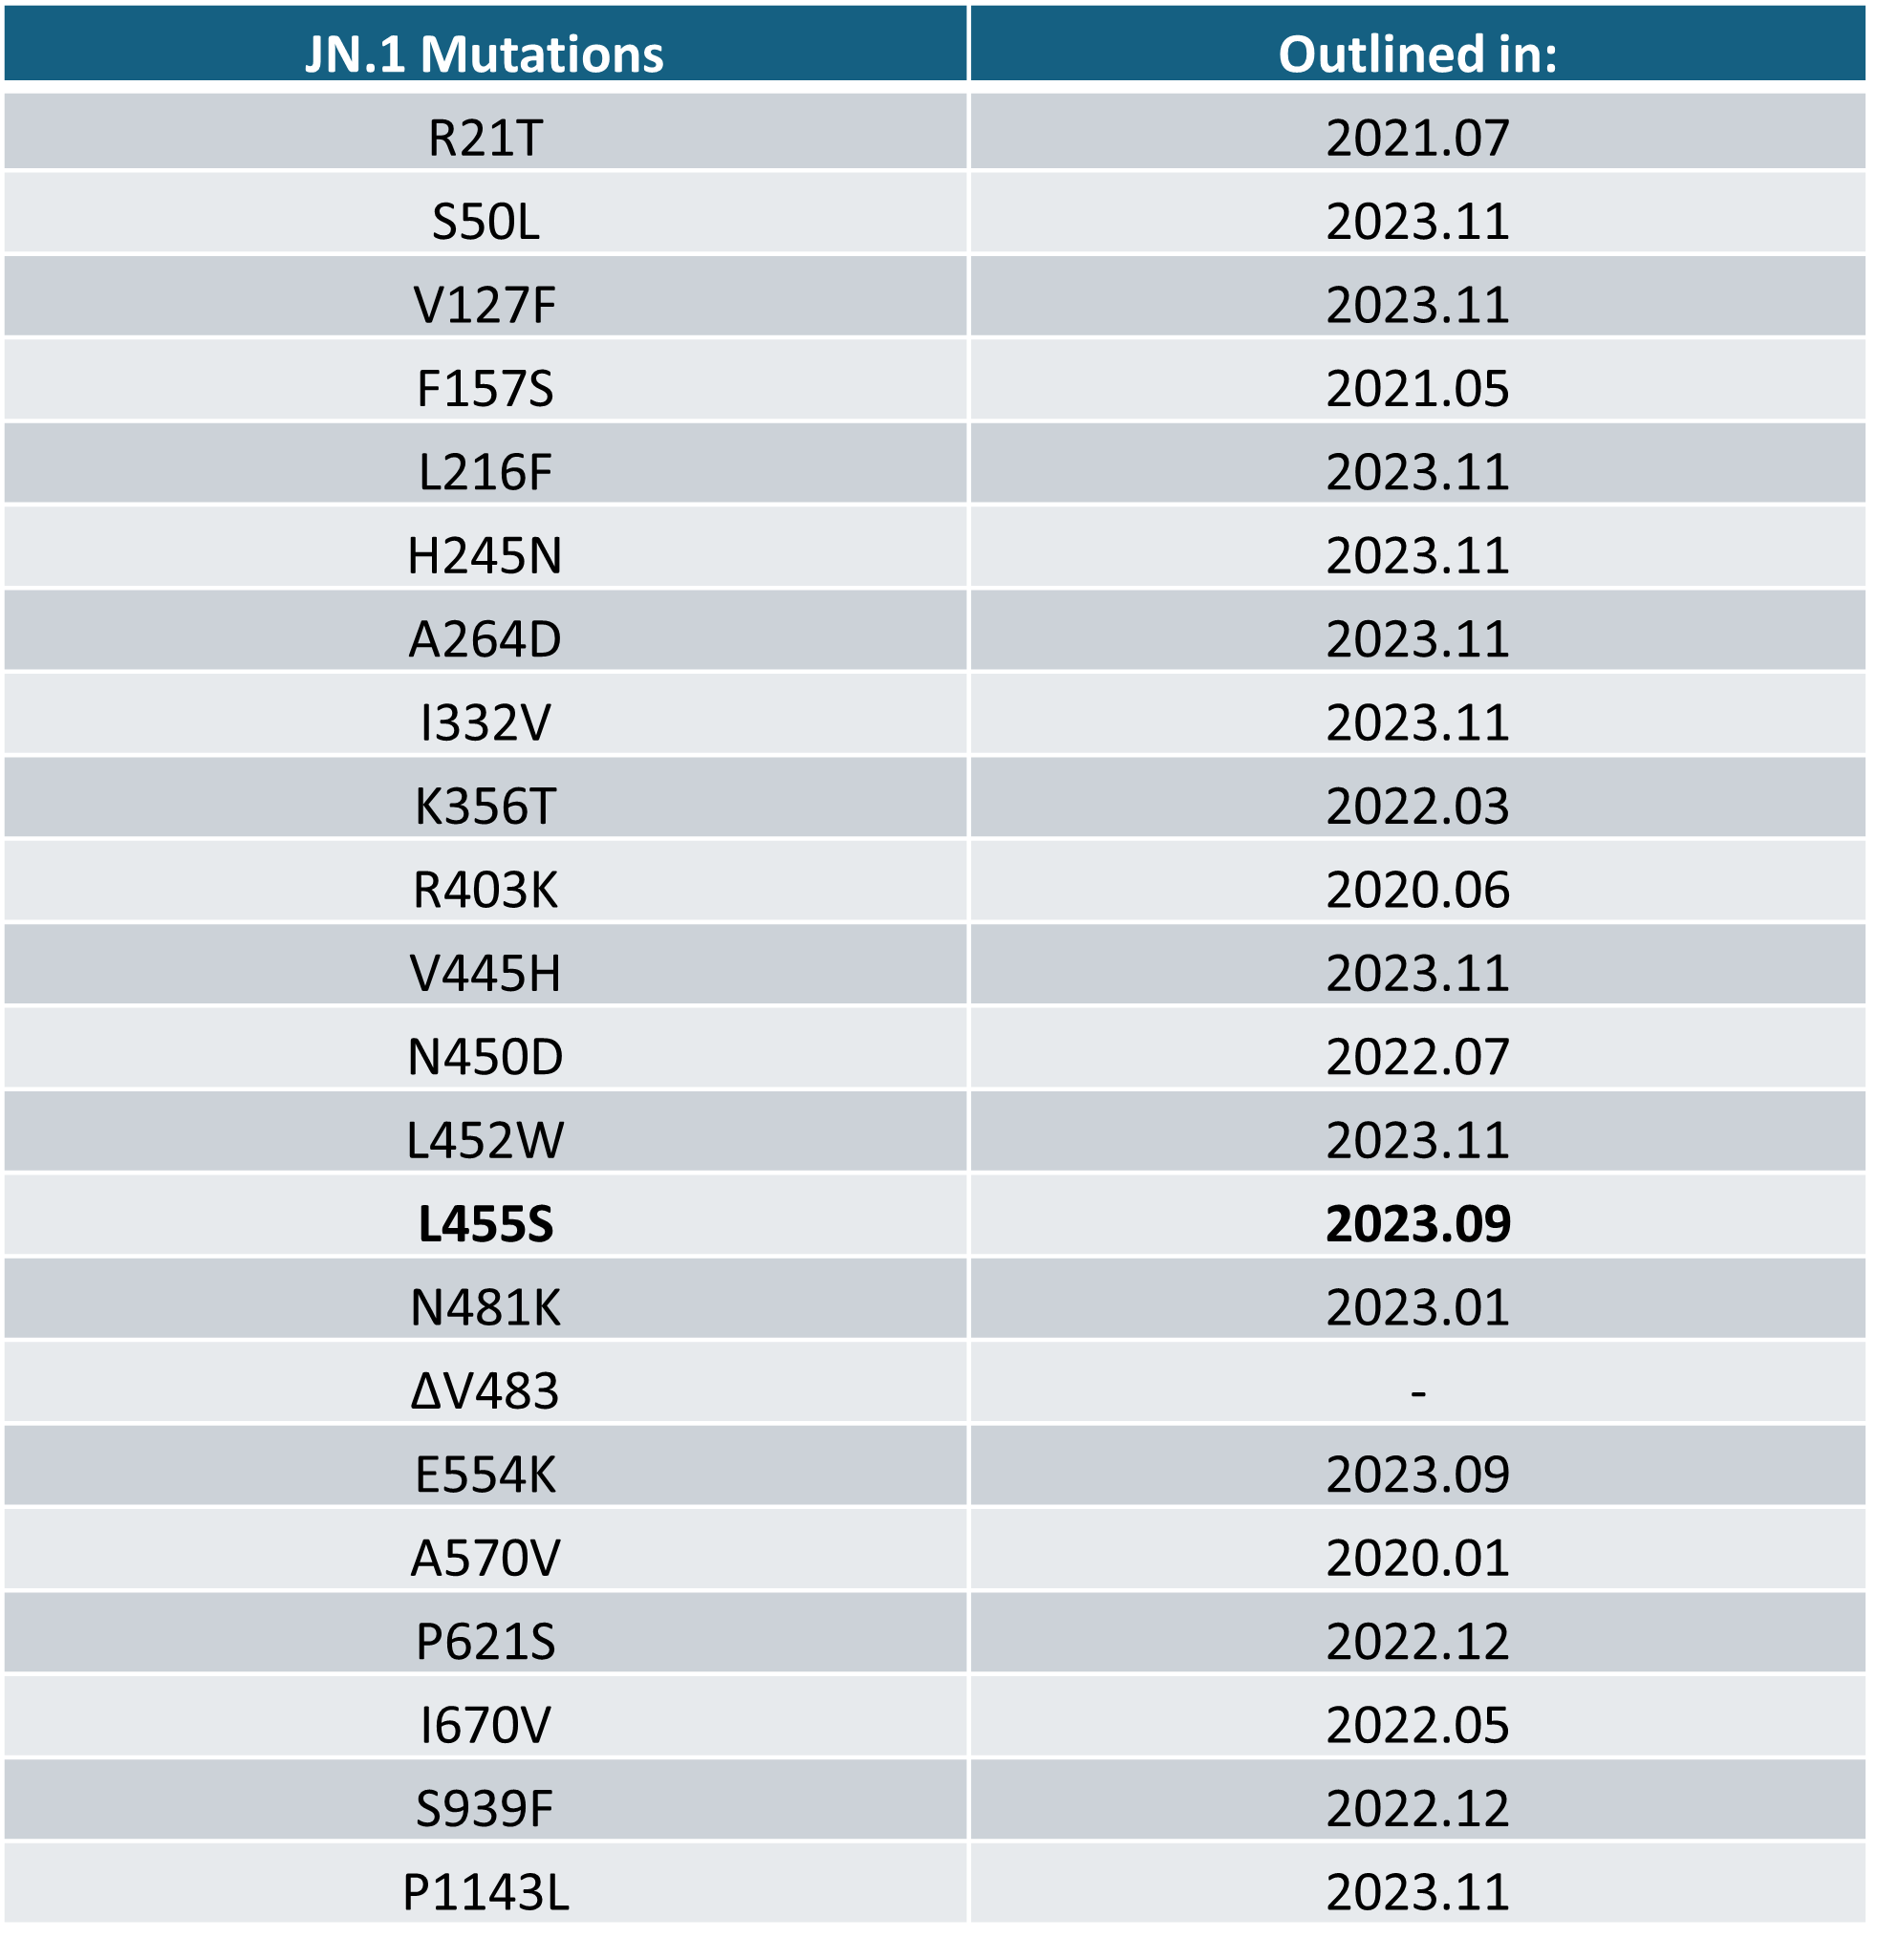 JN.1 Mutations Outlined in:
R21T 2021.07
S50L 2023.11
V127F 2023.11
F157S 2021.05
L216F 2023.11
H245N 2023.11
A264D 2023.11
I332V 2023.11
K356T 2022.03
R403K 2020.06
V445H 2023.11
N450D 2022.07
L452W 2023.11
L455S 2023.09
N481K 2023.01
ΔV483 -
E554K 2023.09
A570V 2020.01
P621S 2022.12
I670V 2022.05
S939F 2022.12
P1143L 2023.11